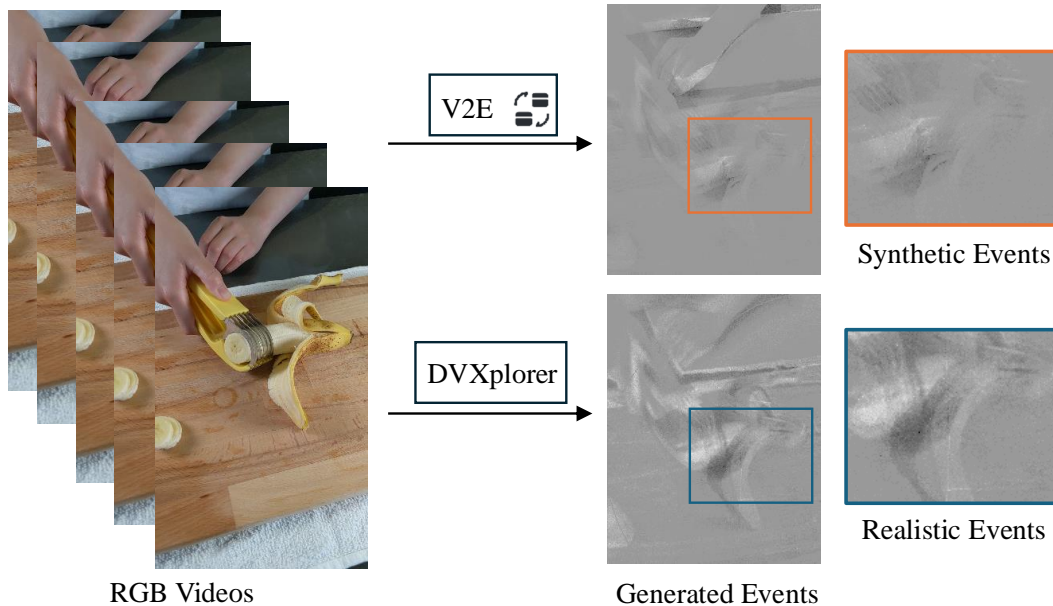 V2E
Synthetic Events
DVXplorer
Realistic Events
RGB Videos
Generated Events